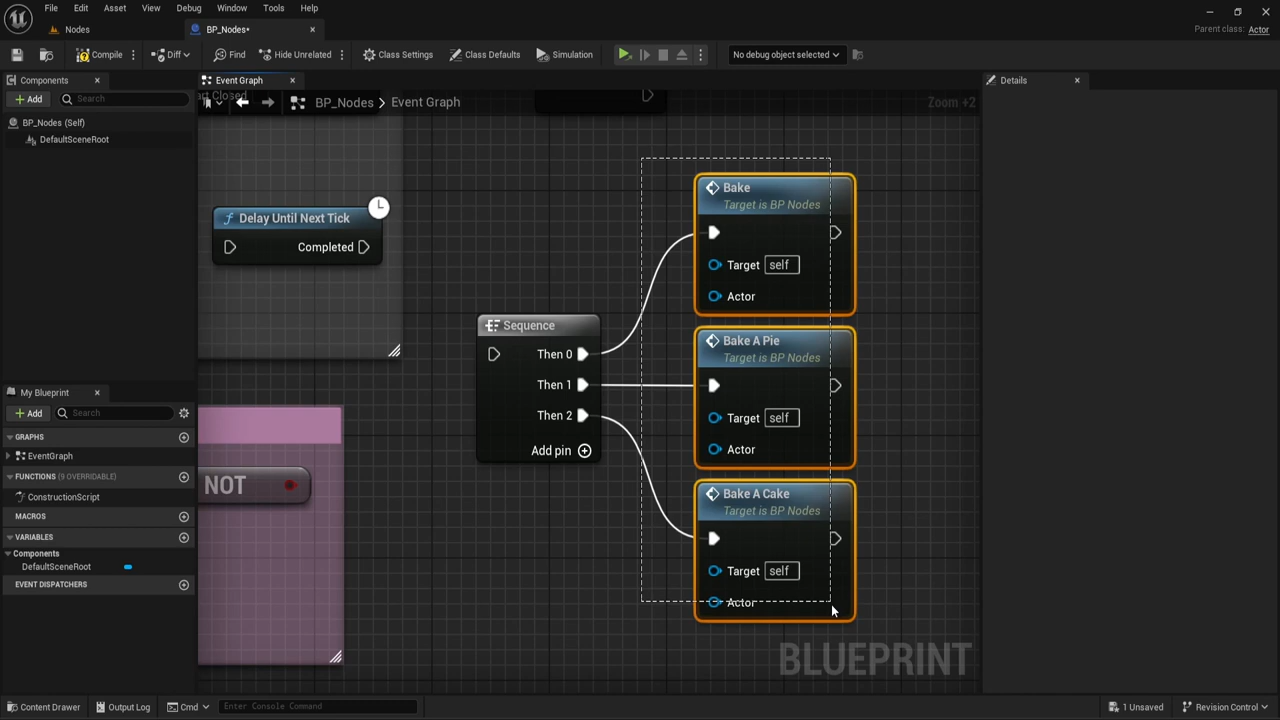 File Edit Asset View Debug Window Tools Help
Nodes
BP_Nodes*
Parent class: Actor
Compile
Diff
Find
Hide Unrelated
Class Settings
Class Defaults
Simulation
No debug object selected
Components
Event Graph
Details
Add
Search
art Closed
BP_Nodes > Event Graph
Zoom +2
BP_Nodes (Self)
DefaultSceneRoot
Bake
Target is BP Nodes
Target self
Actor
f Delay Until Next Tick
Completed
Sequence
Then 0
Then 1
Then 2
Add pin
Bake A Pie
Target is BP Nodes
Target self
Actor
Bake A Cake
Target is BP Nodes
Target self
Actor
My Blueprint
Add
Search
GRAPHS
EventGraph
FUNCTIONS (9 OVERRIDABLE)
ConstructionScript
MACROS
VARIABLES
Components
DefaultSceneRoot
EVENT DISPATCHERS
NOT
BLUEPRINT
Content Drawer
Output Log
Cmd
Enter Console Command
1 Unsaved
Revision Control